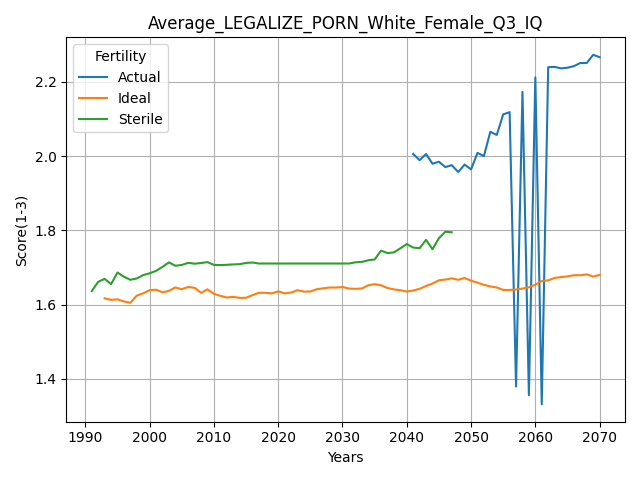 Average_LEGALIZE_PORN_White_Female_Q3_IQ
Fertility
Actual
Ideal
Sterile
Score(1-3)
2.2
2.0
1.8
1.6
1.4
1990 2000 2010 2020 2030 2040 2050 2060 2070
Years